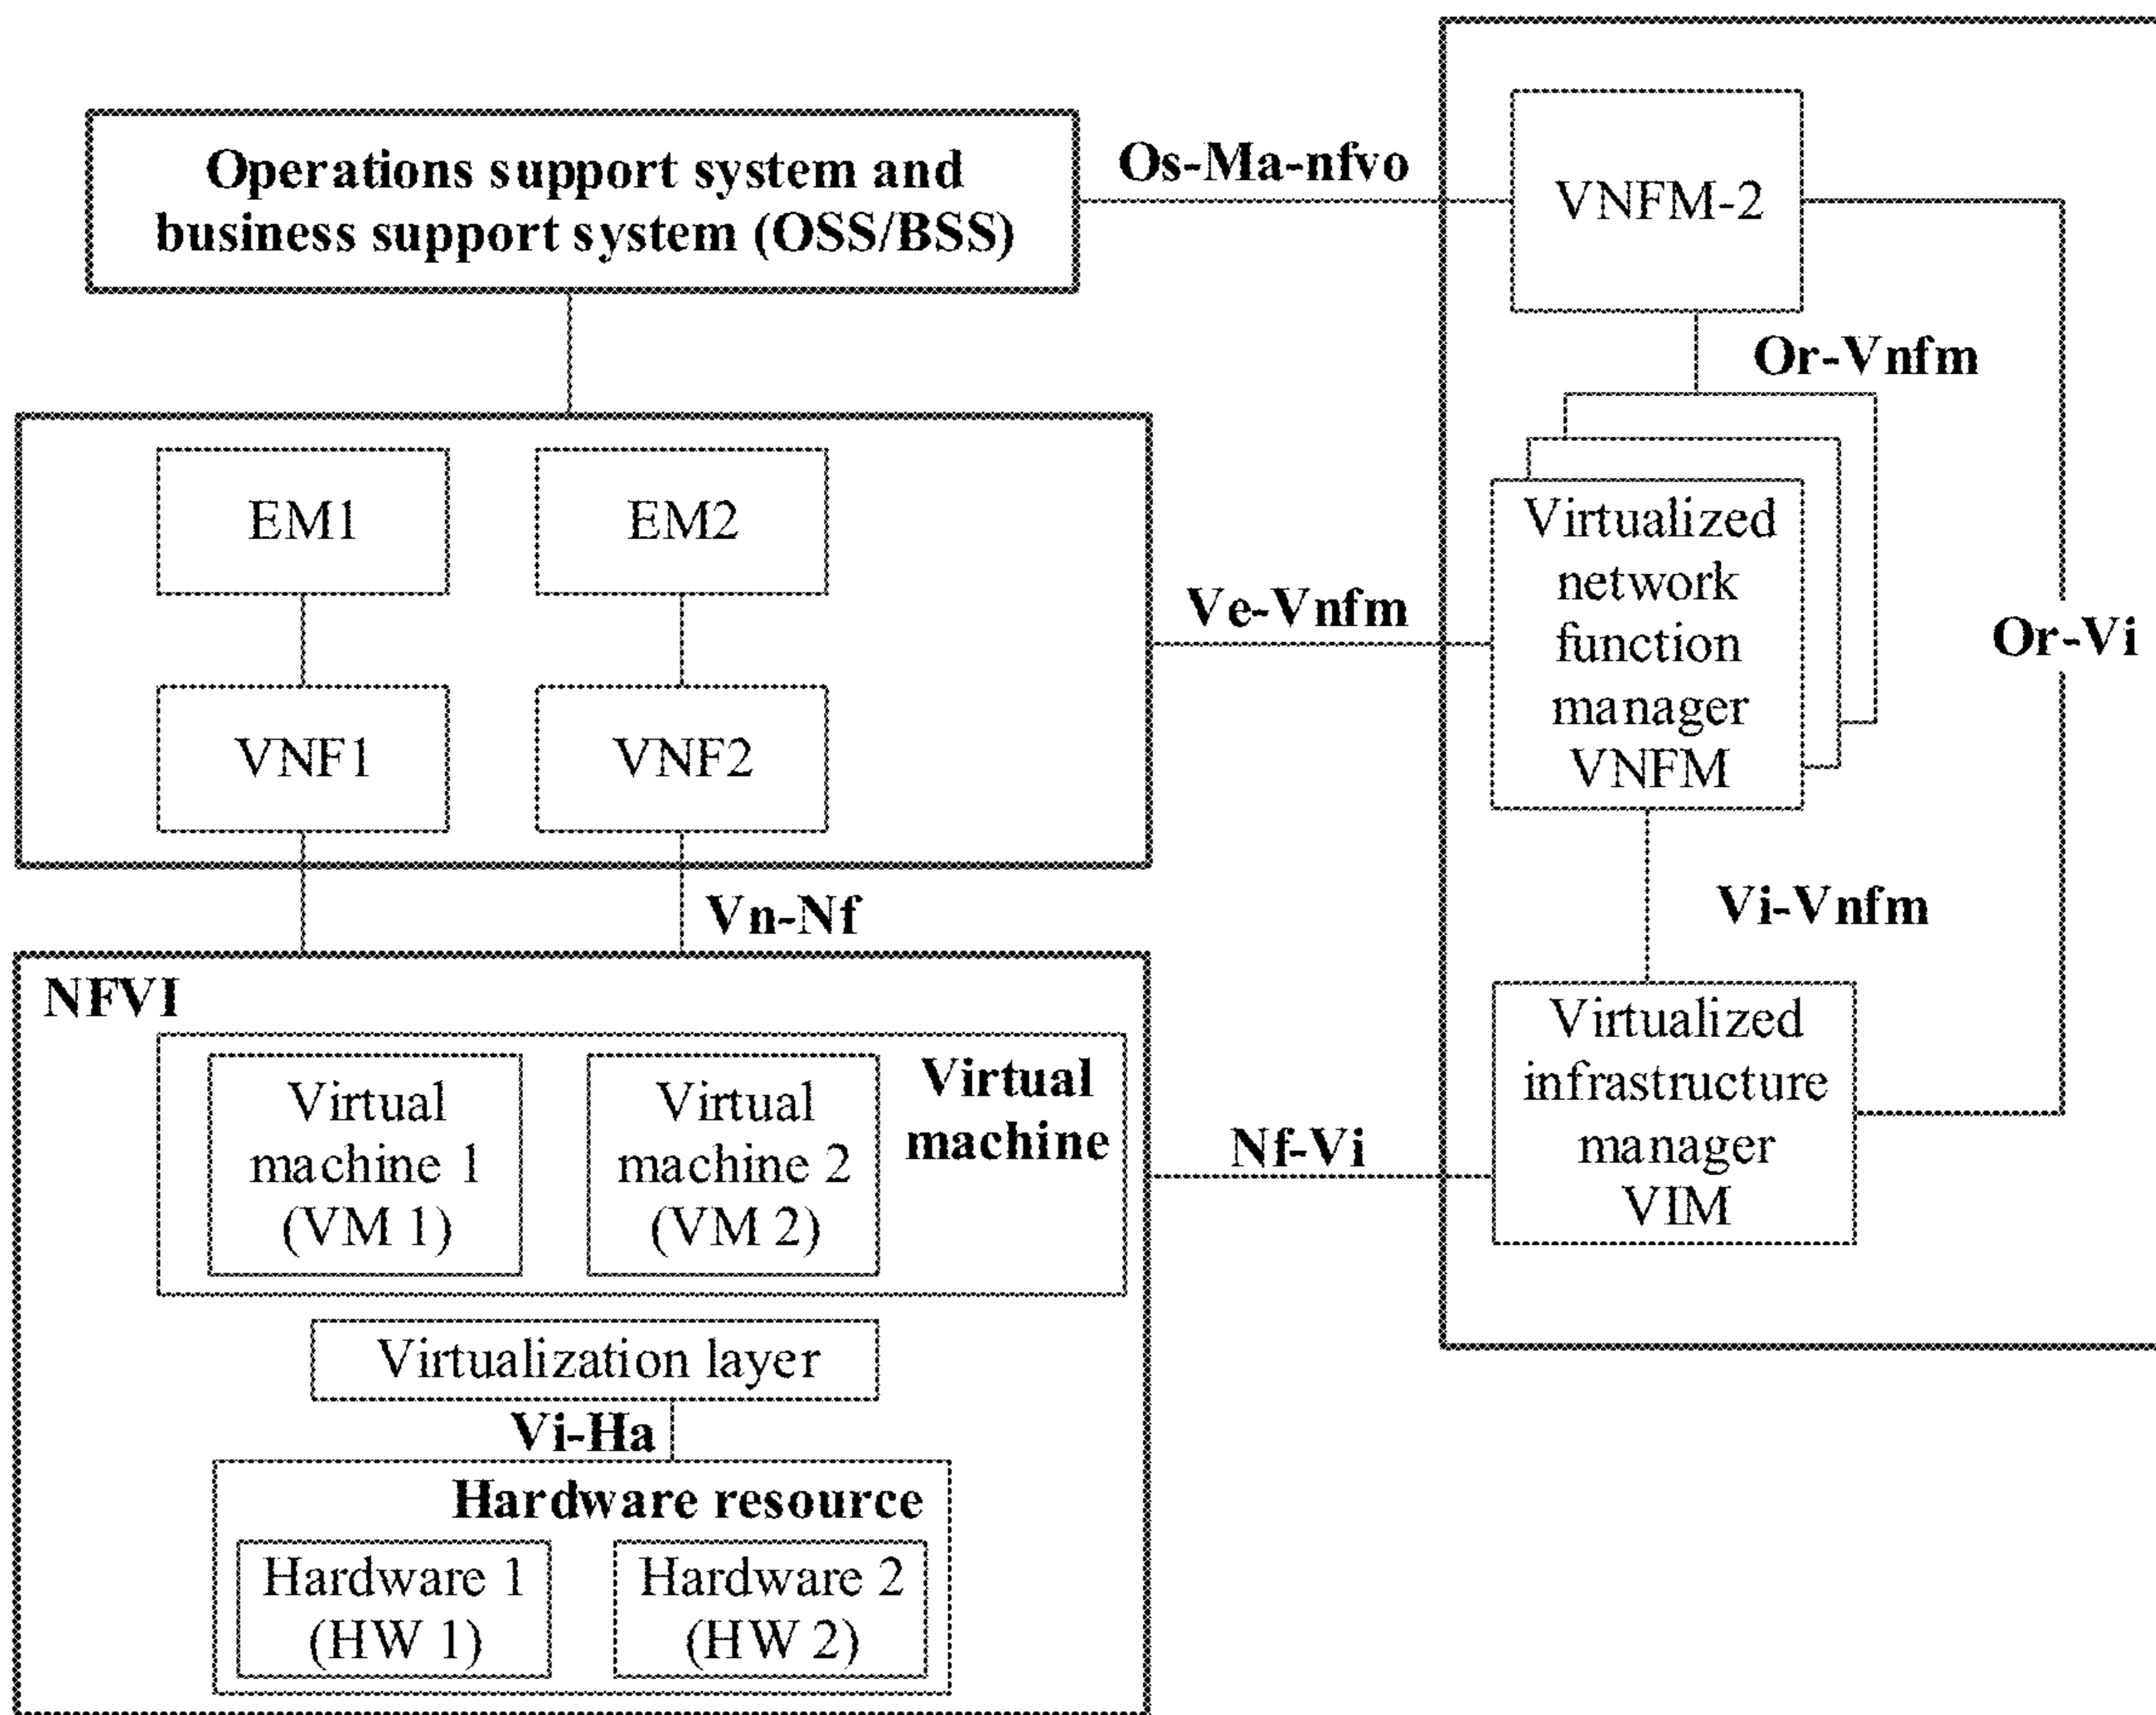 Operations support system and
business support system (OSS/BSS)
Os-Ma-nfvo
VNFM-2
Or-Vnfm
EM1
EM2
VNF1
VNF2
Ve-Vnfm
Virtualized
network
function
manager
VNFM
Or-Vi
Vn-Nf
Vi-Vnfm
NFVI
Virtual
machine 1
(VM 1)
Virtual
machine 2
(VM 2)
Virtual
machine
Nf-Vi
Virtualized
infrastructure
manager
VIM
Virtualization layer
Vi-Ha
Hardware resource
Hardware 1
(HW 1)
Hardware 2
(HW 2)